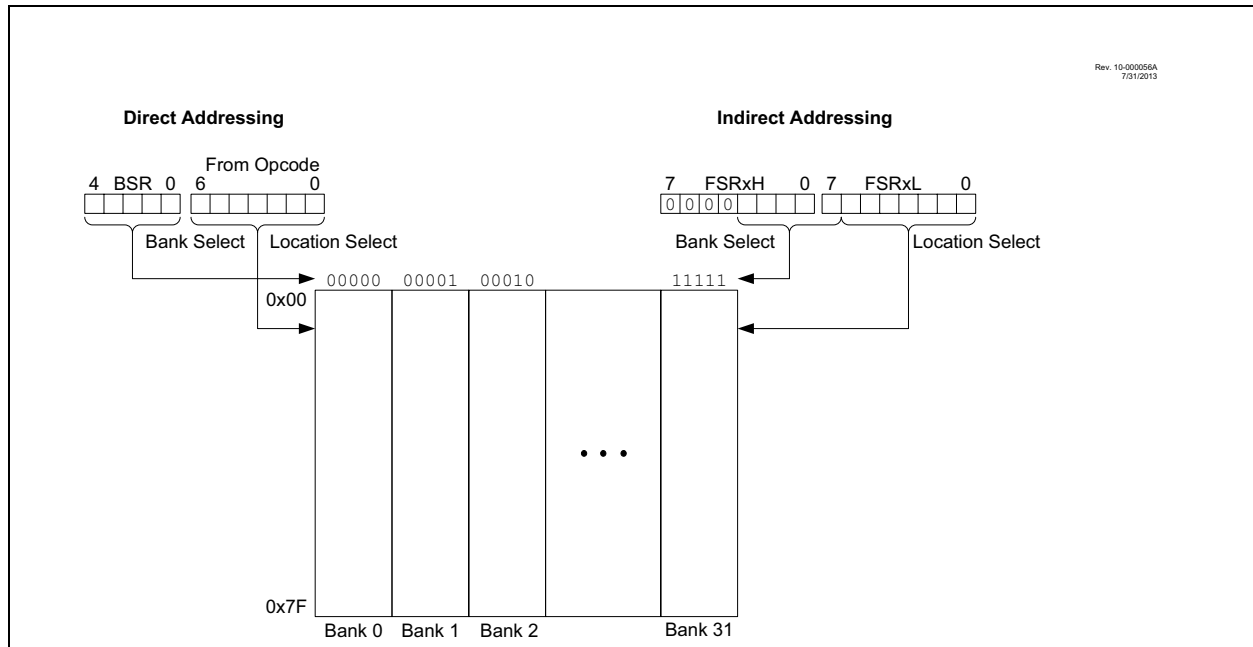 Rev. 10-000056A
7/31/2013
Direct Addressing
Indirect Addressing
From Opcode
4 BSR 0 6 0
7 FSRxH 0 7 FSRxL 0
0 0 0 0
Bank Select Location Select
Bank Select Location Select
00000 00001 00010 11111
0x00
0x7F
Bank 0 Bank 1 Bank 2 Bank 31